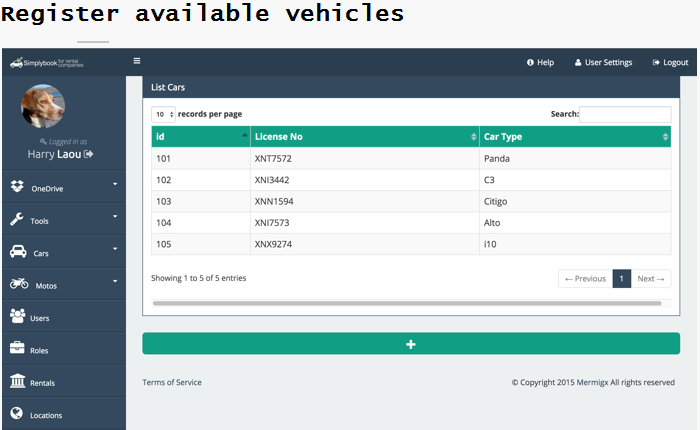 Register available vehicles
Simplybook for rental companies
Help User Settings Logout
Logged in as
Harry Laou
OneDrive
Tools
Cars
Motos
Users
Roles
Rentals
Locations
List Cars
10 records per page Search:
id License No Car Type
101 XNT7572 Panda
102 XNI3442 C3
103 XNN1594 Citigo
104 XNI7573 Alto
105 XNX9274 i10
Showing 1 to 5 of 5 entries
← Previous 1 Next →
+
Terms of Service © Copyright 2015 Mermigx All rights reserved